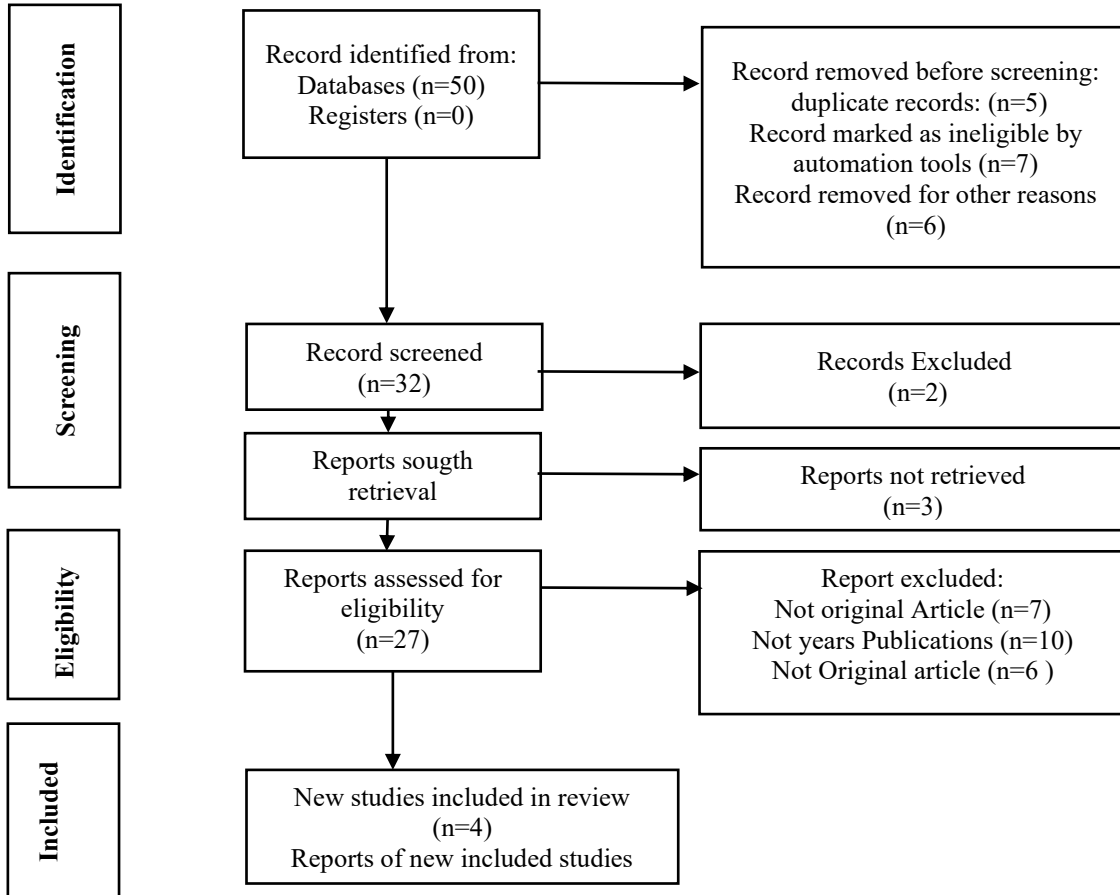 Identification
Record identified from:
Databases (n=50)
Registers (n=0)
Record removed before screening:
duplicate records: (n=5)
Record marked as ineligible by
automation tools (n=7)
Record removed for other reasons
(n=6)
Screening
Record screened
(n=32)
Records Excluded
(n=2)
Reports sougth
retrieval
Reports not retrieved
(n=3)
Eligibility
Reports assessed for
eligibility
(n=27)
Report excluded:
Not original Article (n=7)
Not years Publications (n=10)
Not Original article (n=6 )
Included
New studies included in review
(n=4)
Reports of new included studies